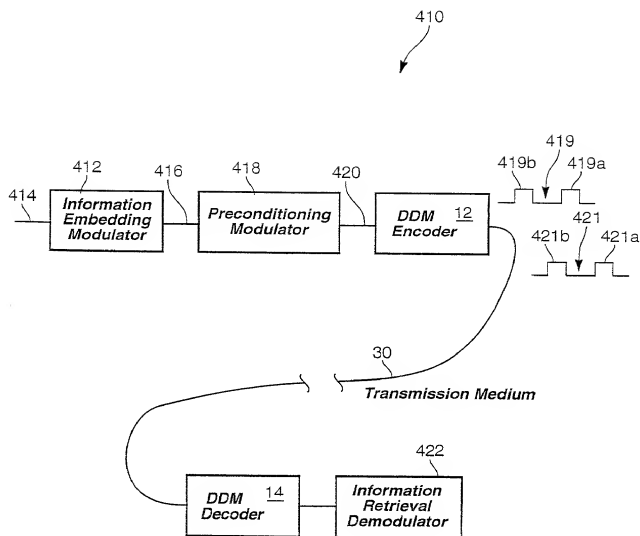 410
412
414
Information
Embedding
Modulator
416
418
Preconditioning
Modulator
420
DDM
Encoder
12
419
419b
419a
421
421b
421a
30
Transmission Medium
DDM
Decoder
14
422
Information
Retrieval
Demodulator